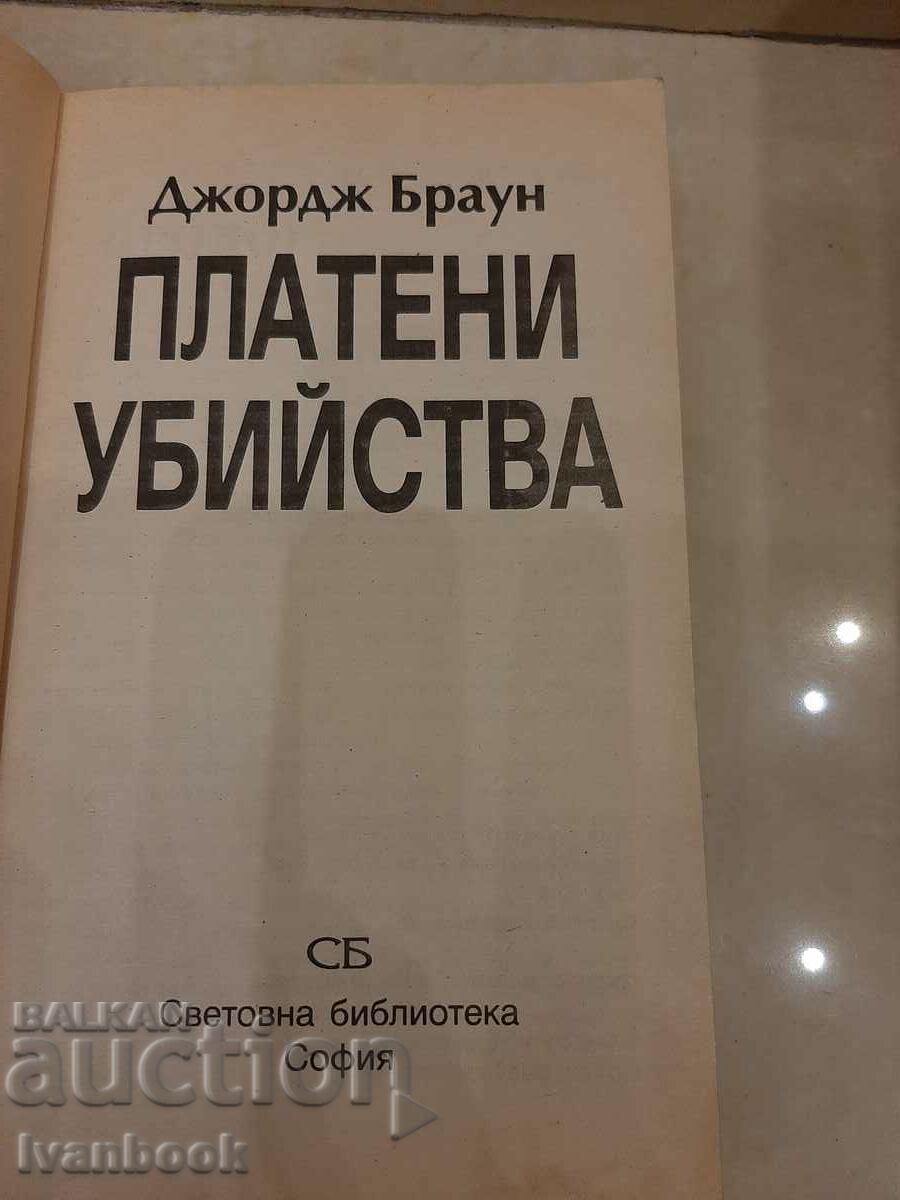 Джордж Браун
ПЛАТЕНИ
УБИЙСТВА
СБ
Световна библиотека
София
BALKAN
auction
Ivanbook